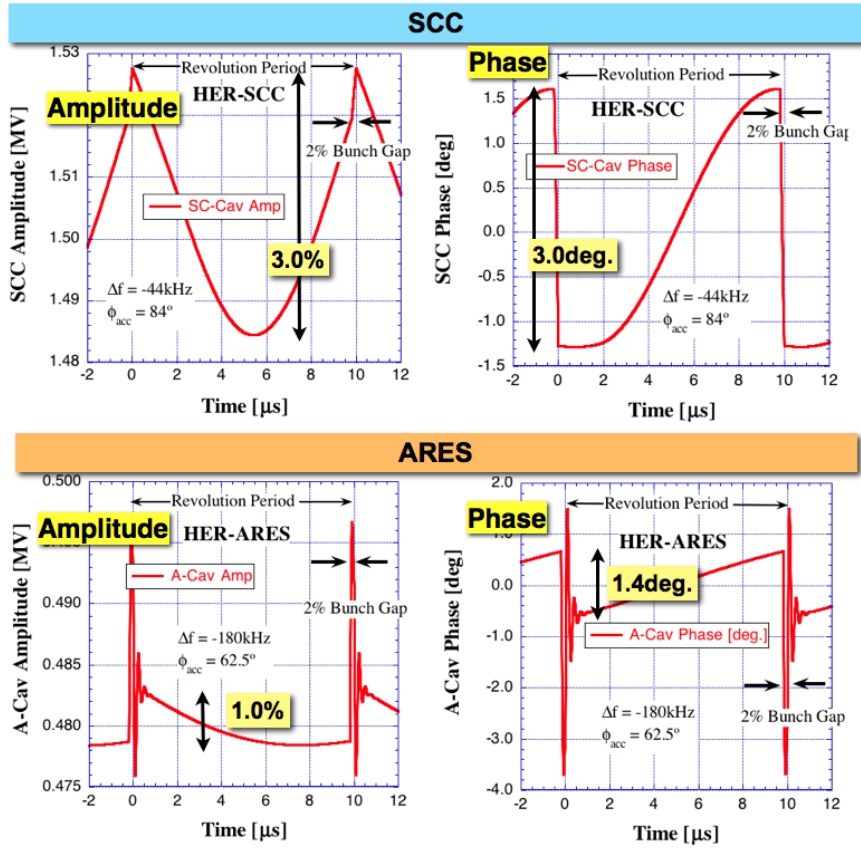 SCC
Amplitude
SCC Amplitude [MV]
1.53
1.51
1.50
1.49
1.48
Revolution Period
HER-SCC
2% Bunch Gap
SC-Cav Amp
3.0%
Δf = -44kHz
ϕacc = 84º
-2 0 2 4 6 8 10 12
Time [μs]
Phase
SCC Phase [deg]
1.5
1.0
0.5
0.0
-0.5
-1.0
-1.5
Revolution Period
HER-SCC
2% Bunch Gap
SC-Cav Phase
3.0deg.
Δf = -44kHz
ϕacc = 84º
-2 0 2 4 6 8 10 12
Time [μs]
ARES
Amplitude
A-Cav Amplitude [MV]
0.500
0.490
0.485
0.480
0.475
Revolution Period
HER-ARES
A-Cav Amp
2% Bunch Gap
Δf = -180kHz
ϕacc = 62.5º
1.0%
-2 0 2 4 6 8 10 12
Time [μs]
Phase
A-Cav Phase [deg]
2.0
0.0
-1.0
-2.0
-3.0
-4.0
Revolution Period
HER-ARES
1.4deg.
A-Cav Phase [deg.]
2% Bunch Gap
Δf = -180kHz
ϕacc = 62.5º
-2 0 2 4 6 8 10 12
Time [μs]